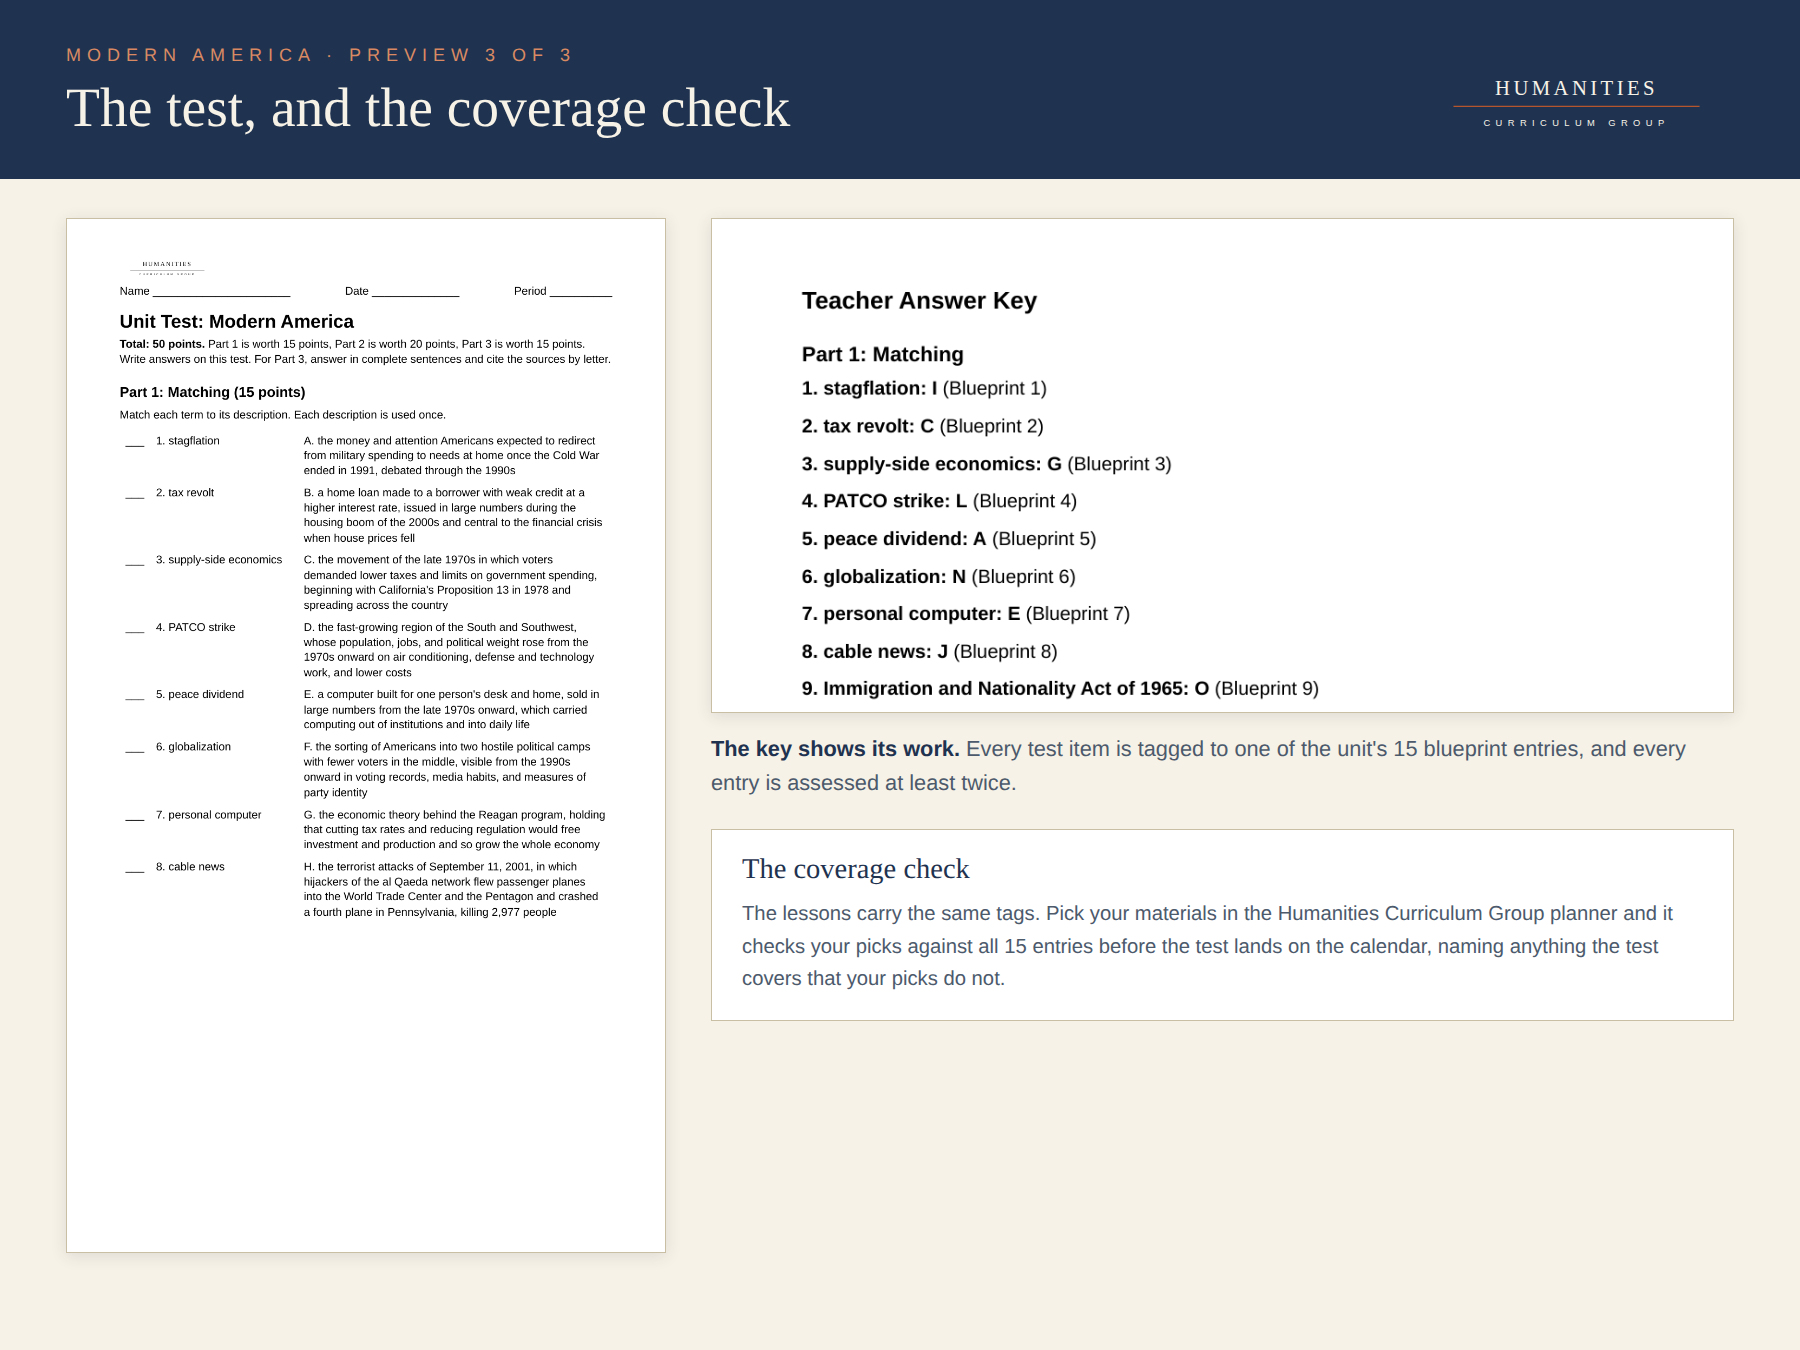 MODERN AMERICA · PREVIEW 3 OF 3
The test, and the coverage check
HUMANITIES
CURRICULUM GROUP
HUMANITIES
CURRICULUM GROUP
Name ______________________ Date ______________ Period __________
Unit Test: Modern America
Total: 50 points. Part 1 is worth 15 points, Part 2 is worth 20 points, Part 3 is worth 15 points.
Write answers on this test. For Part 3, answer in complete sentences and cite the sources by letter.
Part 1: Matching (15 points)
Match each term to its description. Each description is used once.
___ 1. stagflation
A. the money and attention Americans expected to redirect
from military spending to needs at home once the Cold War
ended in 1991, debated through the 1990s
___ 2. tax revolt
B. a home loan made to a borrower with weak credit at a
higher interest rate, issued in large numbers during the
housing boom of the 2000s and central to the financial crisis
when house prices fell
___ 3. supply-side economics
C. the movement of the late 1970s in which voters
demanded lower taxes and limits on government spending,
beginning with California's Proposition 13 in 1978 and
spreading across the country
___ 4. PATCO strike
D. the fast-growing region of the South and Southwest,
whose population, jobs, and political weight rose from the
1970s onward on air conditioning, defense and technology
work, and lower costs
___ 5. peace dividend
E. a computer built for one person's desk and home, sold in
large numbers from the late 1970s onward, which carried
computing out of institutions and into daily life
___ 6. globalization
F. the sorting of Americans into two hostile political camps
with fewer voters in the middle, visible from the 1990s
onward in voting records, media habits, and measures of
party identity
___ 7. personal computer
G. the economic theory behind the Reagan program, holding
that cutting tax rates and reducing regulation would free
investment and production and so grow the whole economy
___ 8. cable news
H. the terrorist attacks of September 11, 2001, in which
hijackers of the al Qaeda network flew passenger planes
into the World Trade Center and the Pentagon and crashed
a fourth plane in Pennsylvania, killing 2,977 people
Teacher Answer Key
Part 1: Matching
1. stagflation: I (Blueprint 1)
2. tax revolt: C (Blueprint 2)
3. supply-side economics: G (Blueprint 3)
4. PATCO strike: L (Blueprint 4)
5. peace dividend: A (Blueprint 5)
6. globalization: N (Blueprint 6)
7. personal computer: E (Blueprint 7)
8. cable news: J (Blueprint 8)
9. Immigration and Nationality Act of 1965: O (Blueprint 9)
The key shows its work. Every test item is tagged to one of the unit's 15 blueprint entries, and every
entry is assessed at least twice.
The coverage check
The lessons carry the same tags. Pick your materials in the Humanities Curriculum Group planner and it
checks your picks against all 15 entries before the test lands on the calendar, naming anything the test
covers that your picks do not.